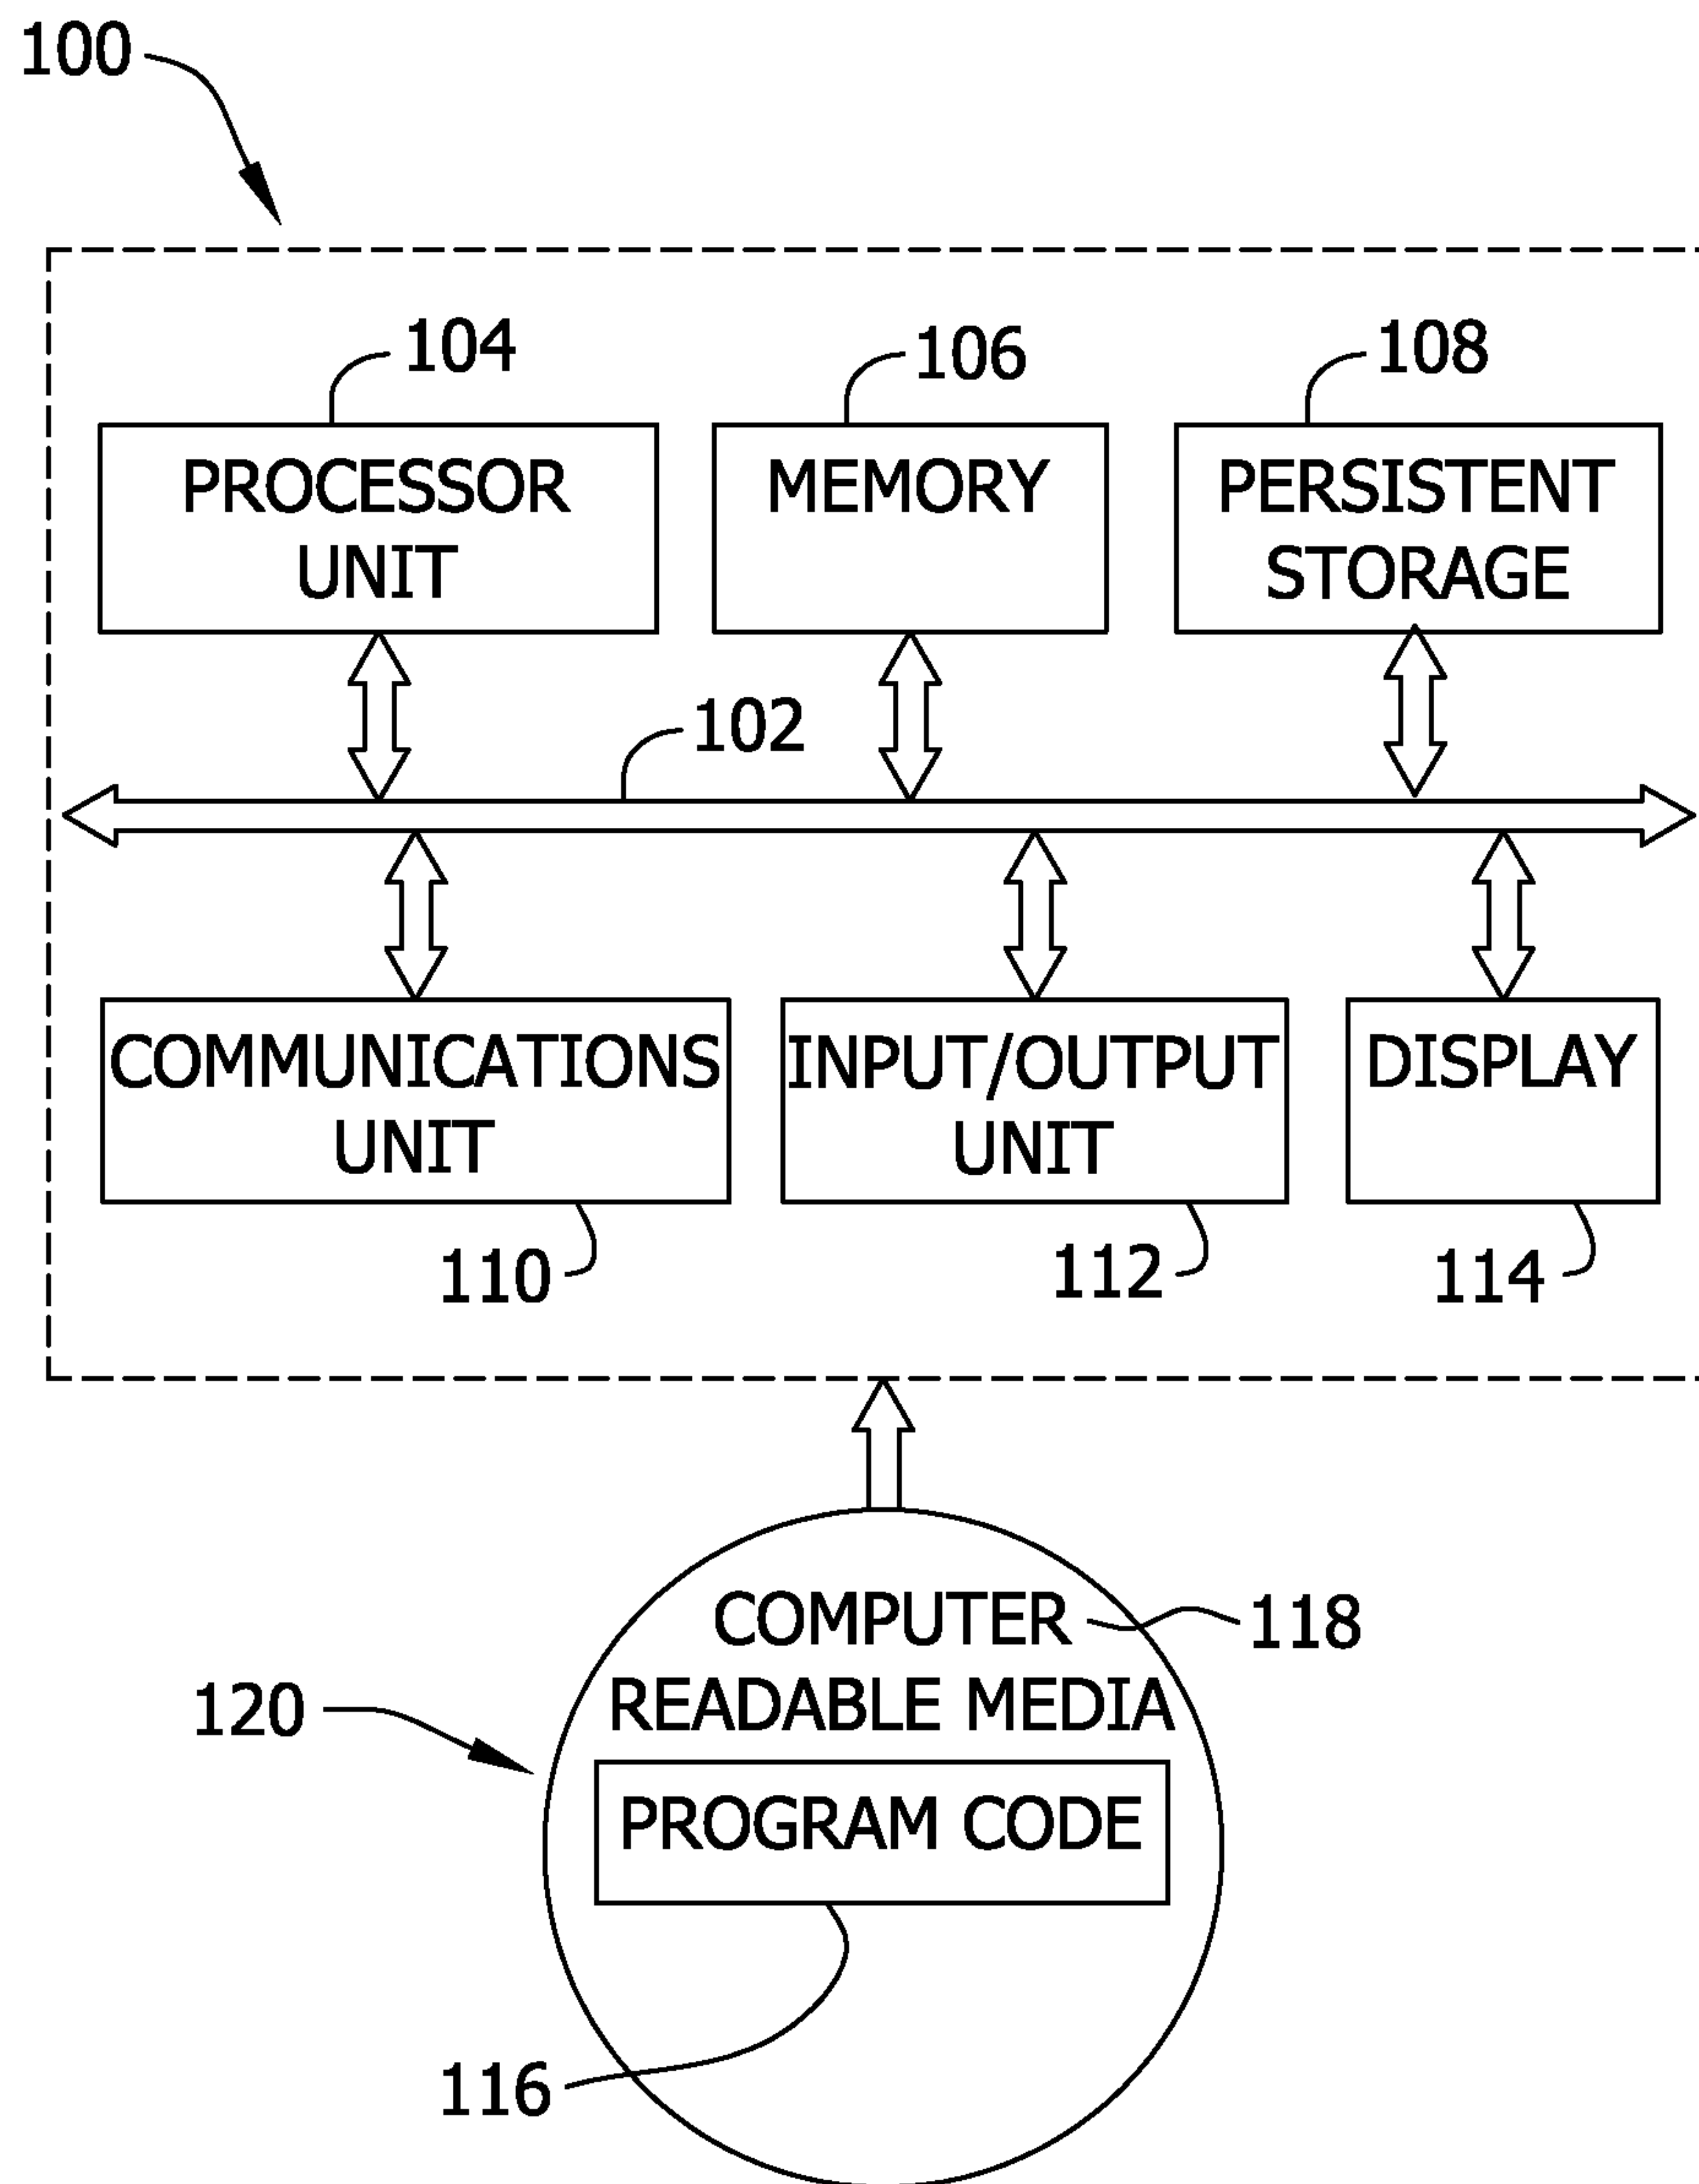 100
104
106
108
PROCESSOR
UNIT
MEMORY
PERSISTENT
STORAGE
102
COMMUNICATIONS
UNIT
INPUT/OUTPUT
UNIT
DISPLAY
110
112
114
COMPUTER
READABLE MEDIA
118
120
PROGRAM CODE
116